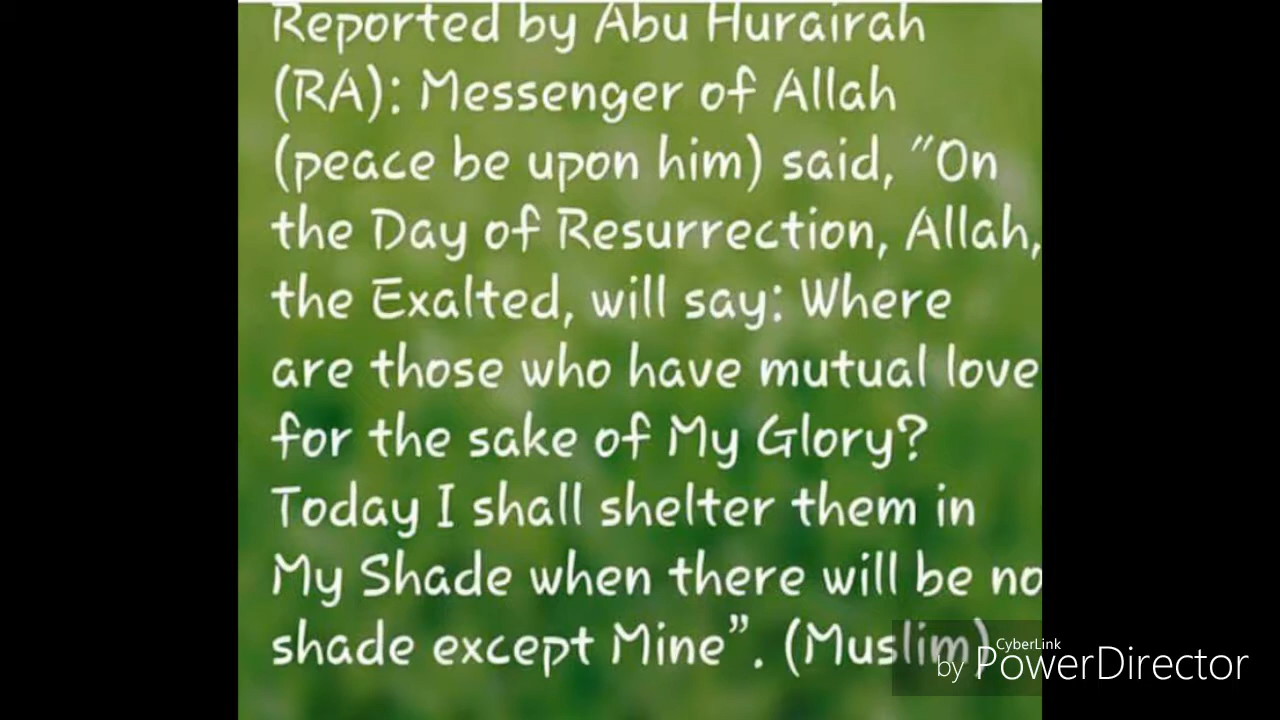 Reported by Abu Hurairah
(RA): Messenger of Allah
(peace be upon him) said, "On
the Day of Resurrection, Allah,
the Exalted, will say: Where
are those who have mutual love
for the sake of My Glory?
Today I shall shelter them in
My Shade when there will be no
shade except Mine”. (Muslim)
CyberLink
by PowerDirector